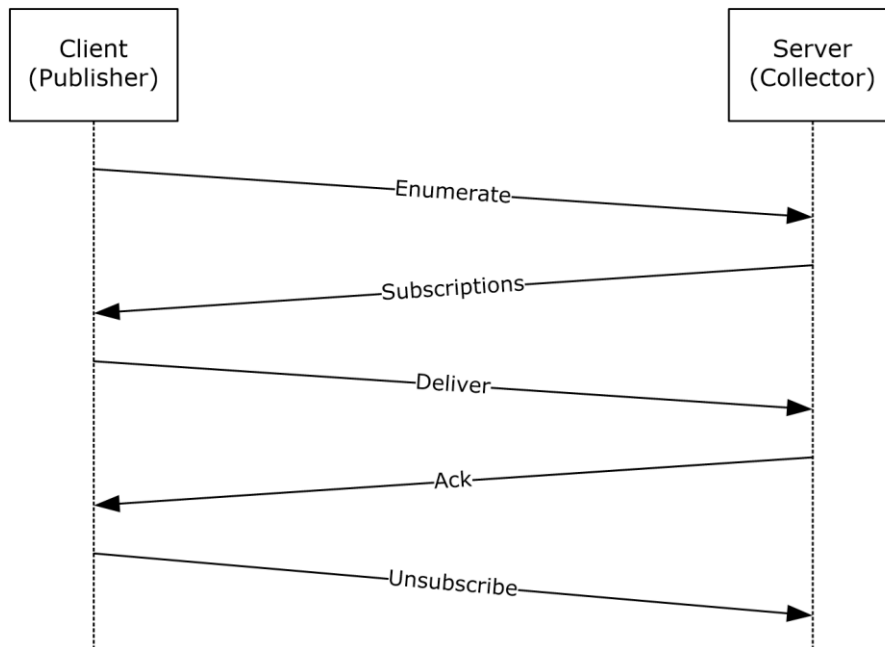 Client
(Publisher)
Server
(Collector)
Enumerate
Subscriptions
Deliver
Ack
Unsubscribe